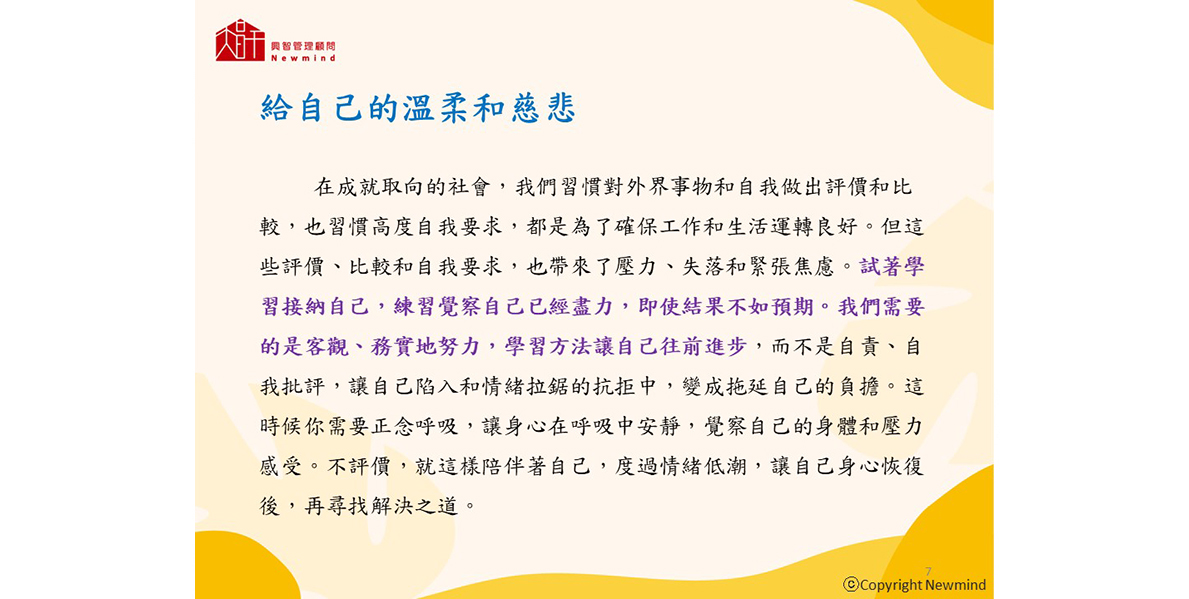 興智管理顧問
Newmind
給自己的溫柔和慈悲
在成就取向的社會，我們習慣對外界事物和自我做出評價和比
較，也習慣高度自我要求，都是為了確保工作和生活運轉良好。但這
些評價、比較和自我要求，也帶來了壓力、失落和緊張焦慮。試著學
習接納自己，練習覺察自己已經盡力，即使結果不如預期。我們需要
的是客觀、務實地努力，學習方法讓自己往前進步，而不是自責、自
我批評，讓自己陷入和情緒拉鋸的抗拒中，變成拖延自己的負擔。這
時候你需要正念呼吸，讓身心在呼吸中安靜，覺察自己的身體和壓力
感受。不評價，就這樣陪伴著自己，度過情緒低潮，讓自己身心恢復
後，再尋找解決之道。
7
ⓒCopyright Newmind